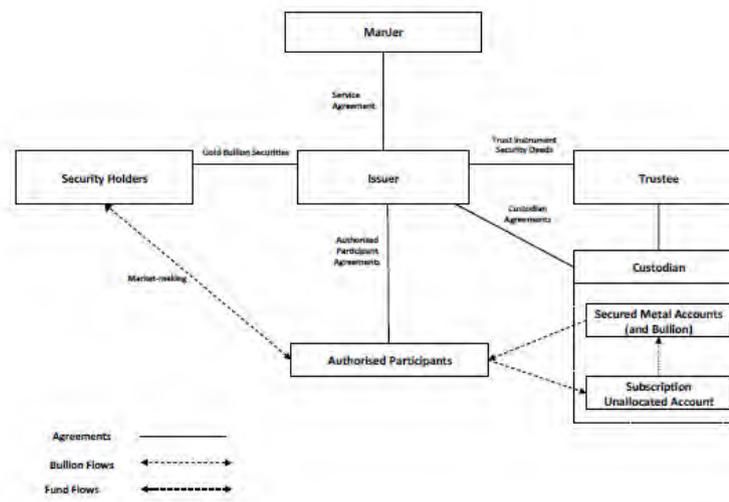 ManJer
Service
Agreement
Gold Bullion Securities
Trust Instrument
Security Deeds
Security Holders
Issuer
Trustee
Custodian
Agreements
Authorised
Participant
Agreements
Custodian
Market-making
Secured Metal Accounts
(and Bullion)
Authorised Participants
Subscription
Unallocated Account
Agreements
Bullion Flows
Fund Flows